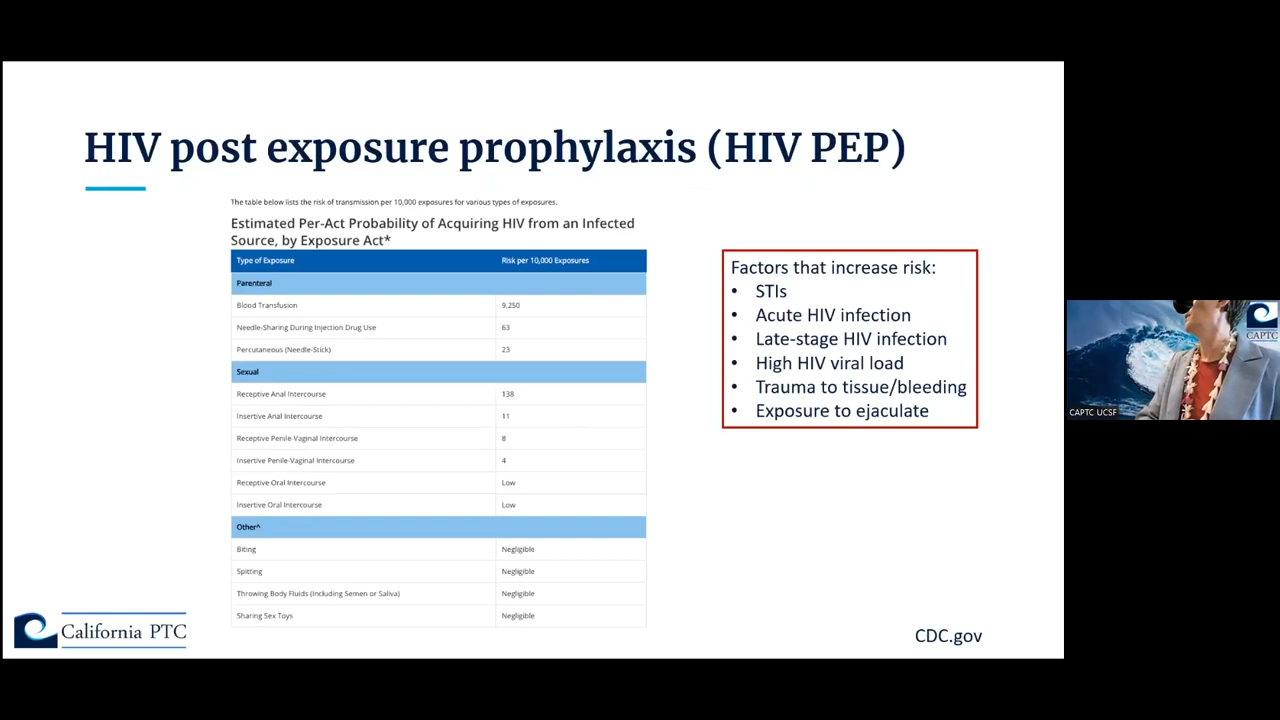 HIV post exposure prophylaxis (HIV PEP)
The table below lists the risk of transmission per 10,000 exposures for various types of exposures.
Estimated Per-Act Probability of Acquiring HIV from an Infected
Source, by Exposure Act*
Type of Exposure Risk per 10,000 Exposures
Parenteral
Blood Transfusion 9,250
Needle-Sharing During Injection Drug Use 63
Percutaneous (Needle-Stick) 23
Sexual
Receptive Anal Intercourse 138
Insertive Anal Intercourse 11
Receptive Penile-Vaginal Intercourse 8
Insertive Penile-Vaginal Intercourse 4
Receptive Oral Intercourse Low
Insertive Oral Intercourse Low
Other^
Biting Negligible
Spitting Negligible
Throwing Body Fluids (Including Semen or Saliva) Negligible
Sharing Sex Toys Negligible
Factors that increase risk:
• STIs
• Acute HIV infection
• Late-stage HIV infection
• High HIV viral load
• Trauma to tissue/bleeding
• Exposure to ejaculate
CAPTC
CAPTC UCSF
California PTC
CDC.gov